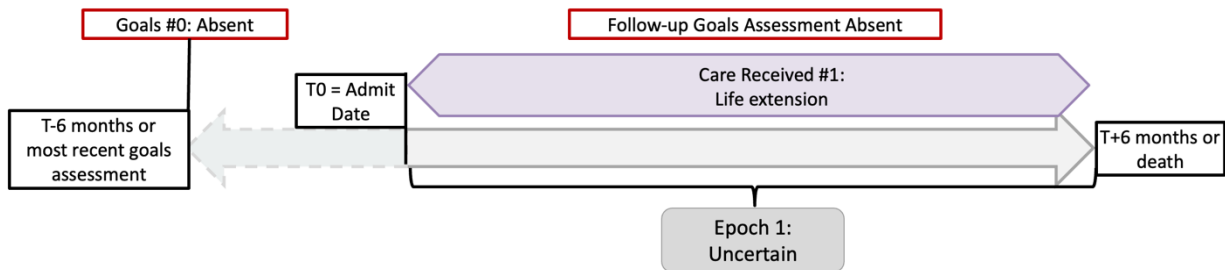 Goals #0: Absent
Follow-up Goals Assessment Absent
T0 = Admit
Date
Care Received #1:
Life extension
T-6 months or
most recent goals
assessment
T+6 months or
death
Epoch 1:
Uncertain